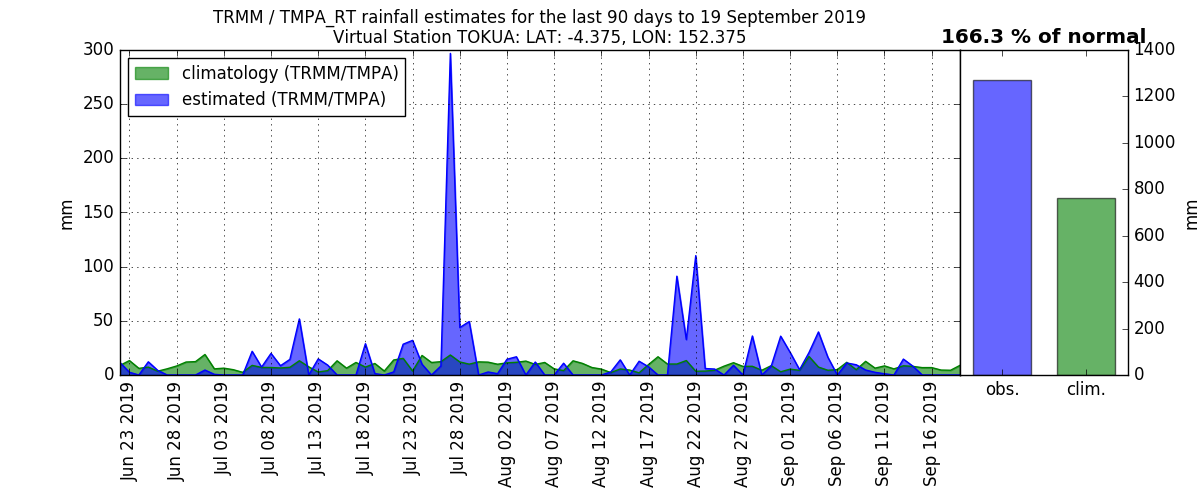 TRMM / TMPA_RT rainfall estimates for the last 90 days to 19 September 2019
Virtual Station TOKUA: LAT: -4.375, LON: 152.375
166.3 % of normal
climatology (TRMM/TMPA)
estimated (TRMM/TMPA)
mm
300
250
200
150
100
50
0
Jun 23 2019
Jun 28 2019
Jul 03 2019
Jul 08 2019
Jul 13 2019
Jul 18 2019
Jul 23 2019
Jul 28 2019
Aug 02 2019
Aug 07 2019
Aug 12 2019
Aug 17 2019
Aug 22 2019
Aug 27 2019
Sep 01 2019
Sep 06 2019
Sep 11 2019
Sep 16 2019
1400
1200
1000
800
600
400
200
0
mm
obs.
clim.